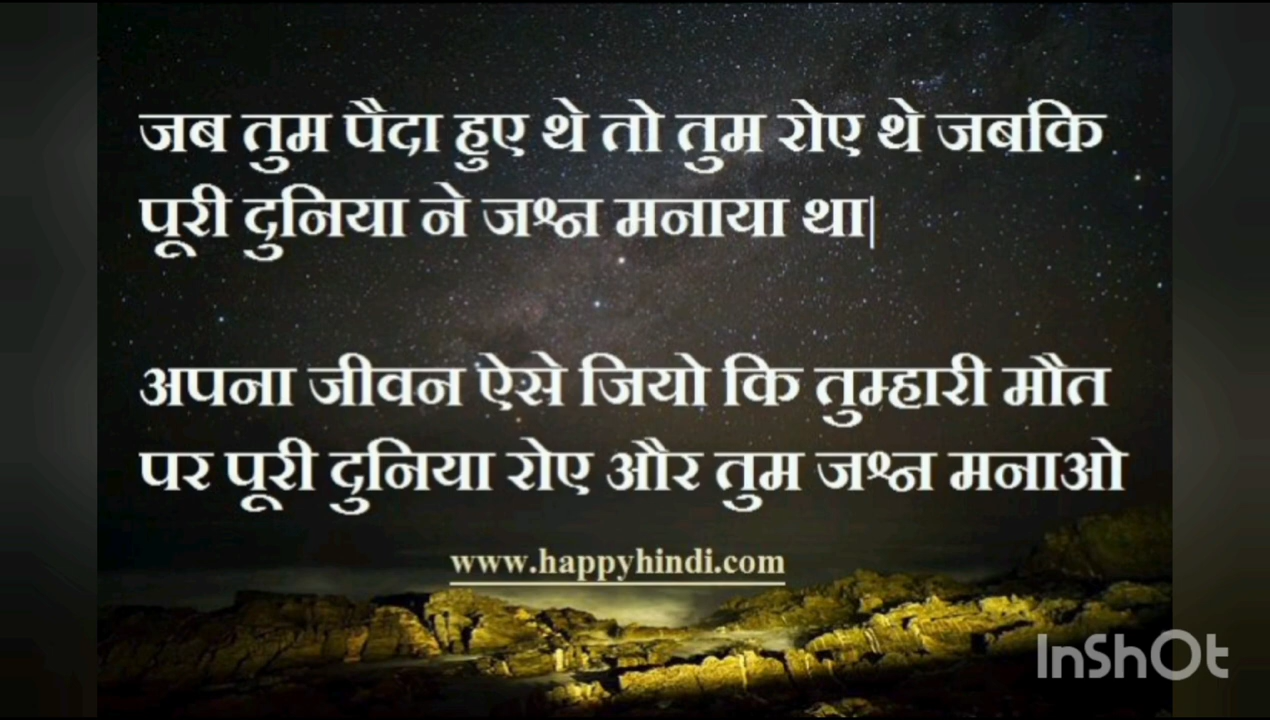 जब तुम पैदा हुए थे तो तुम रोए थे जबकि
पूरी दुनिया ने जश्न मनाया था|
अपना जीवन ऐसे जियो कि तुम्हारी मौत
पर पूरी दुनिया रोए और तुम जश्न मनाओ
www.happyhindi.com
InShOt